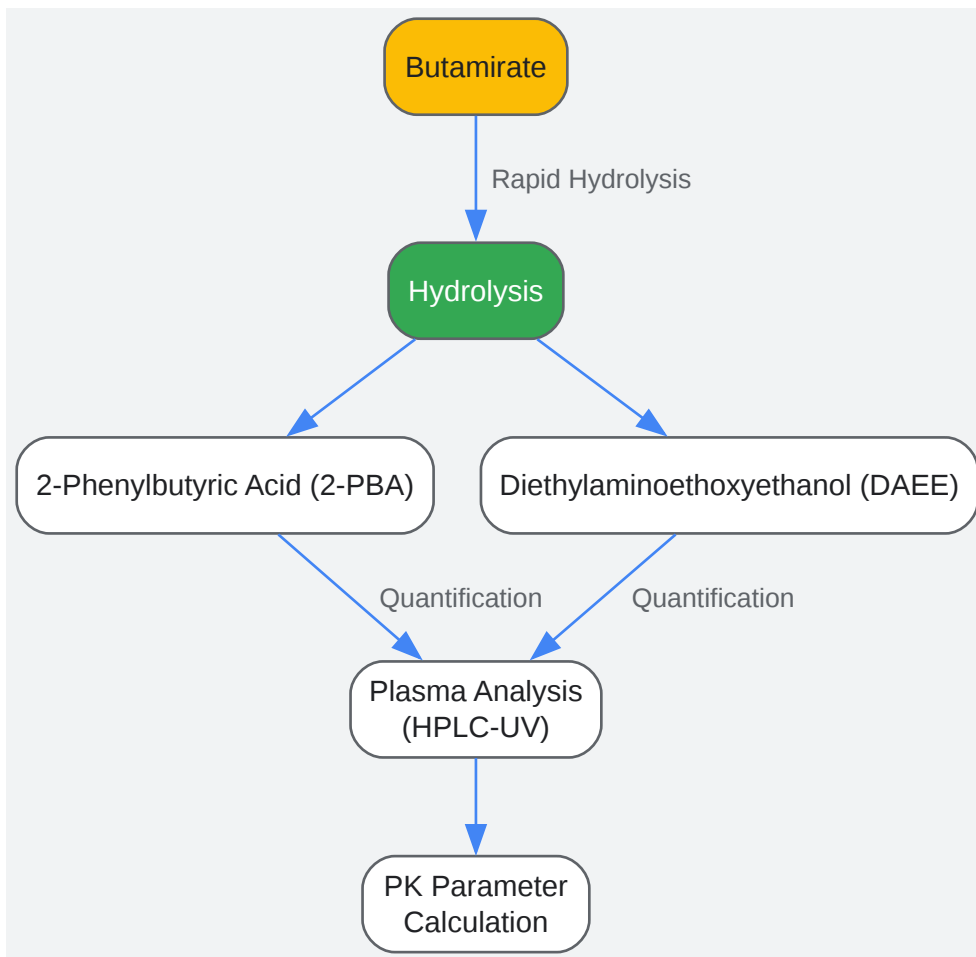 Butamirate
Rapid Hydrolysis
Hydrolysis
2-Phenylbutyric Acid (2-PBA)
Diethylaminoethoxyethanol (DAEE)
Quantification
Quantification
Plasma Analysis
(HPLC-UV)
PK Parameter
Calculation